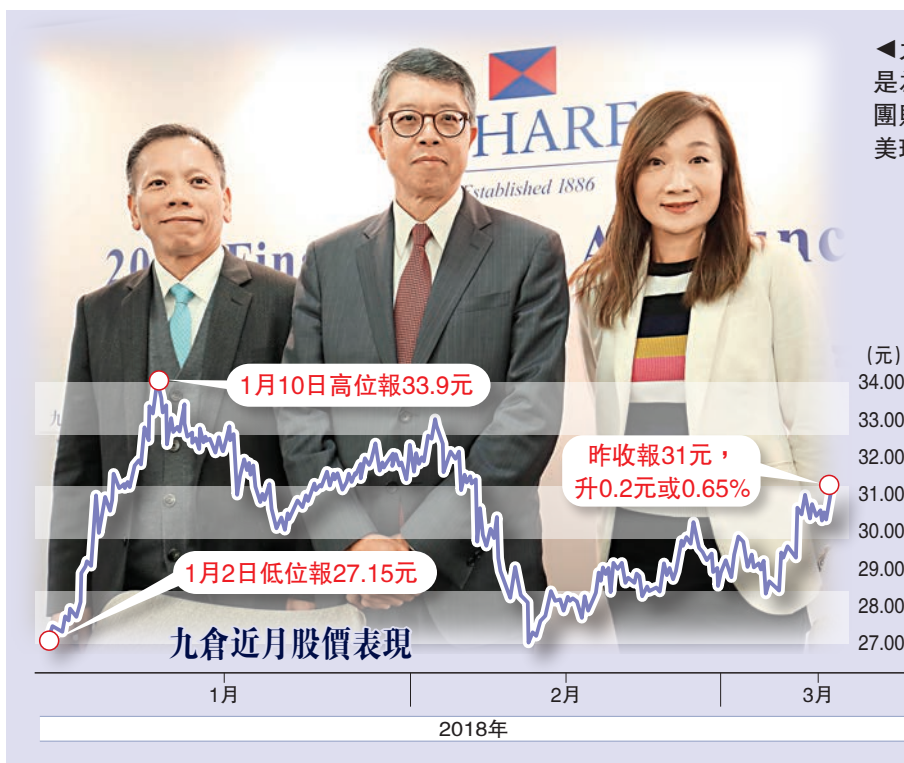 HARF
Established 1886
1月10日高位報33.9元
昨收報31元，
升0.2元或0.65%
1月2日低位報27.15元
九倉近月股價表現
(元)
34.00
33.00
32.00
31.00
30.00
29.00
28.00
27.00
1月
2月
3月
2018年